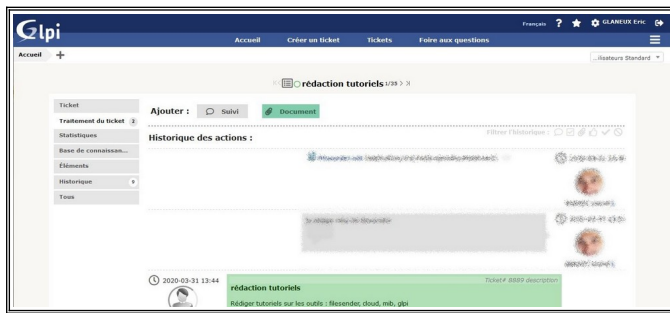 Glpi
Français ? GLANEUX Eric
Accueil Créer un ticket Tickets Foire aux questions
Accueil + ...ilisateurs Standard
rédaction tutoriels 1/35
Ticket
Ajouter : Suivi Document
Traitement du ticket 2
Statistiques
Historique des actions :
Filtrer l'historique :
Base de connaissan...
Éléments
Historique 9
Tous
2020-03-31 13:44
rédaction tutoriels
Ticket# 8889 description
Rédiger tutoriels sur les outils : filesender, cloud, mib, glpi